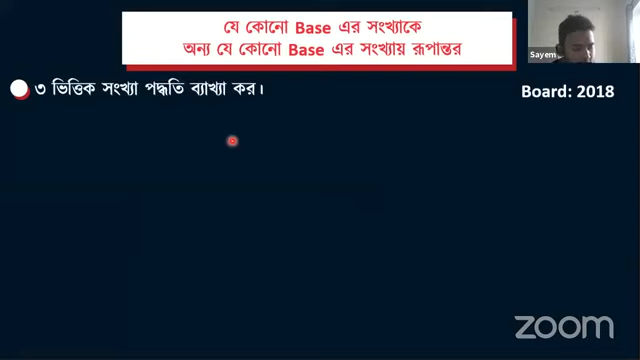 যে কোনো Base এর সংখ্যাকে
অন্য যে কোনো Base এর সংখ্যায় রূপান্তর
Sayem
৩ ভিত্তিক সংখ্যা পদ্ধতি ব্যাখ্যা কর।
Board: 2018
zoom